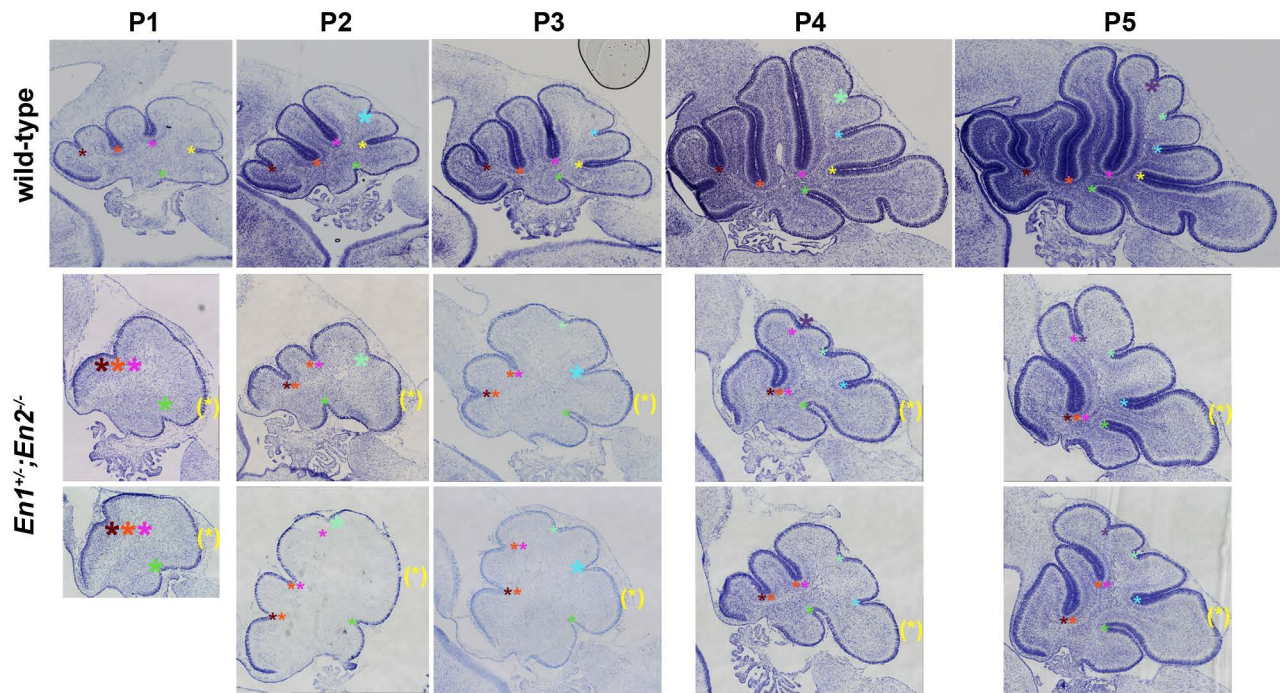 P1 P2 P3 P4 P5
wild-type
En1+/-;En2-/-
(*) (*) (*) (*) (*)
(*) (*) (*) (*) (*)